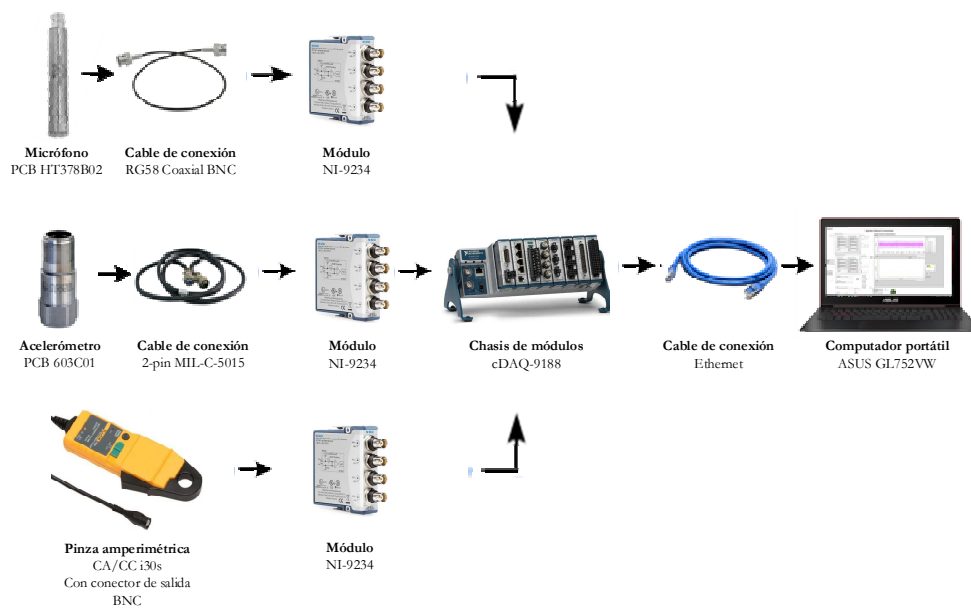 Micrófono
PCB HT378B02
Cable de conexión
RG58 Coaxial BNC
Módulo
NI-9234
Acelerómetro
PCB 603C01
Cable de conexión
2-pin MIL-C-5015
Módulo
NI-9234
Chasis de módulos
cDAQ-9188
Cable de conexión
Ethernet
Computador portátil
ASUS GL752VW
Pinza amperimétrica
CA/CC i30s
Con conector de salida
BNC
Módulo
NI-9234